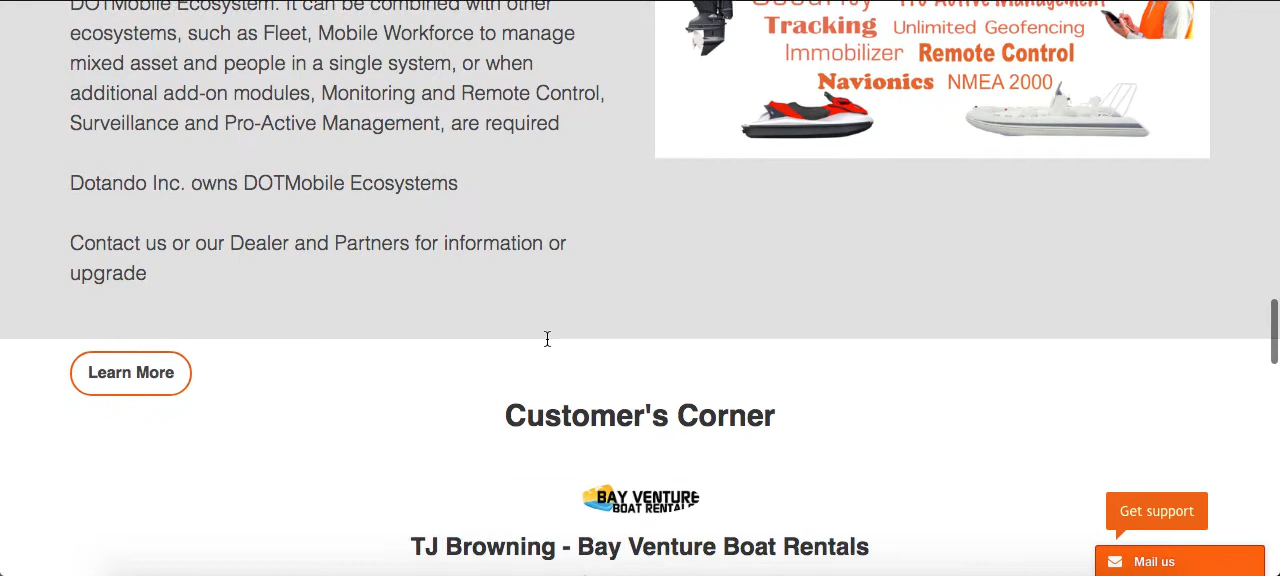 DOTMobile Ecosystem. It can be combined with other
ecosystems, such as Fleet, Mobile Workforce to manage
mixed asset and people in a single system, or when
additional add-on modules, Monitoring and Remote Control,
Surveillance and Pro-Active Management, are required
Dotando Inc. owns DOTMobile Ecosystems
Contact us or our Dealer and Partners for information or
upgrade
Security Pro-Active Management
Tracking Unlimited Geofencing
Immobilizer Remote Control
Navionics NMEA 2000
Learn More
Customer's Corner
BAY VENTURE
BOAT RENTALS
TJ Browning - Bay Venture Boat Rentals
Get support
Mail us